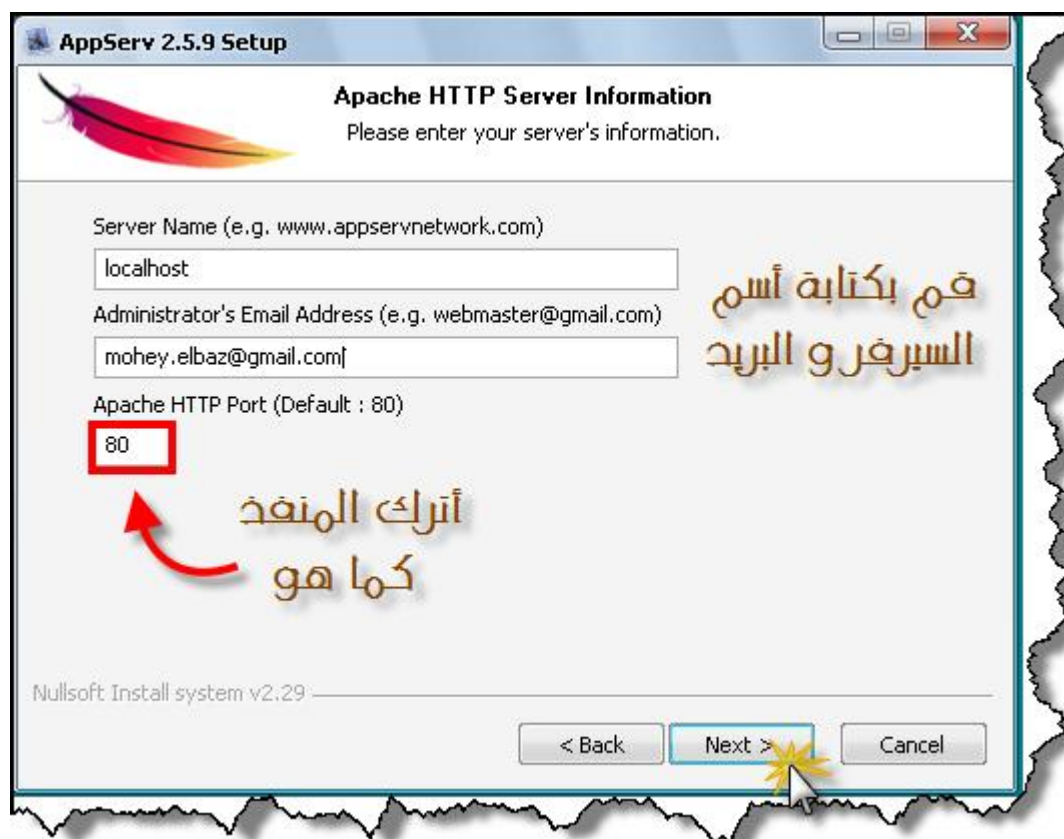 AppServ 2.5.9 Setup
Apache HTTP Server Information
Please enter your server's information.
Server Name (e.g. www.appservnetwork.com)
localhost
قم بكتابة أسم
السيرفر و البريد
Administrator's Email Address (e.g. webmaster@gmail.com)
mohey.elbaz@gmail.com
Apache HTTP Port (Default : 80)
80
أترك المنفذ
كما هو
Nullsoft Install system v2.29
< Back
Next >
Cancel